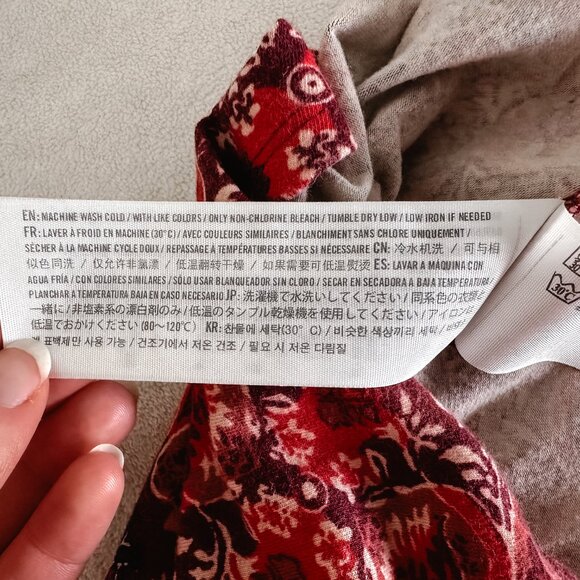 EN: MACHINE WASH COLD / WITH LIKE COLORS / ONLY NON-CHLORINE BLEACH / TUMBLE DRY LOW / LOW IRON IF NEEDED
FR: LAVER À FROID EN MACHINE (30°C) / AVEC COULEURS SIMILAIRES / BLANCHIMENT SANS CHLORE UNIQUEMENT /
SÉCHER À LA MACHINE CYCLE DOUX / REPASSAGE À TEMPÉRATURES BASSES SI NÉCESSAIRE CN: 冷水机洗 / 可与相
似色同洗 / 仅允许非氯漂 / 低温翻转干燥 / 如果需要可低温熨烫 ES: LAVAR A MÁQUINA CON
AGUA FRÍA / CON COLORES SIMILARES / SÓLO USAR BLANQUEADOR SIN CLORO / SECAR EN SECADORA A BAJA TEMPERATURA /
PLANCHAR A TEMPERATURA BAJA EN CASO NECESARIO JP: 洗濯機で水洗いしてください / 同系色の衣類と
一緒に / 非塩素系の漂白剤のみ / 低温のタンブル乾燥機を使用してください / アイロンは
低温でおかけください (80~120℃) KR: 찬물에 세탁(30°C) / 비슷한 색상끼리 세탁 /
표백제만 사용 가능 / 건조기에서 저온 건조 / 필요 시 저온 다림질
30°C